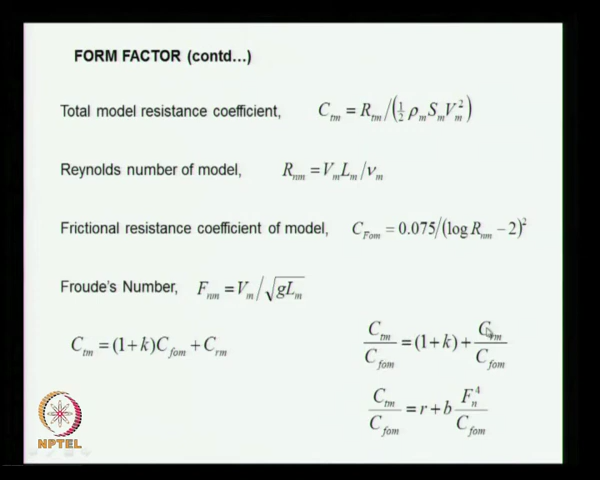 FORM FACTOR (contd...)
Total model resistance coefficient, C_tm = R_tm/(½ ρ_m S_m V_m²)
Reynolds number of model, R_nm = V_m L_m/ν_m
Frictional resistance coefficient of model, C_Fom = 0.075/(log R_nm − 2)²
Froude's Number, F_nm = V_m/√(gL_m)
C_tm = (1+k)C_fom + C_rm
C_tm/C_fom = (1+k) + C_rm/C_fom
C_tm/C_fom = r + b F_n⁴/C_fom
NPTEL